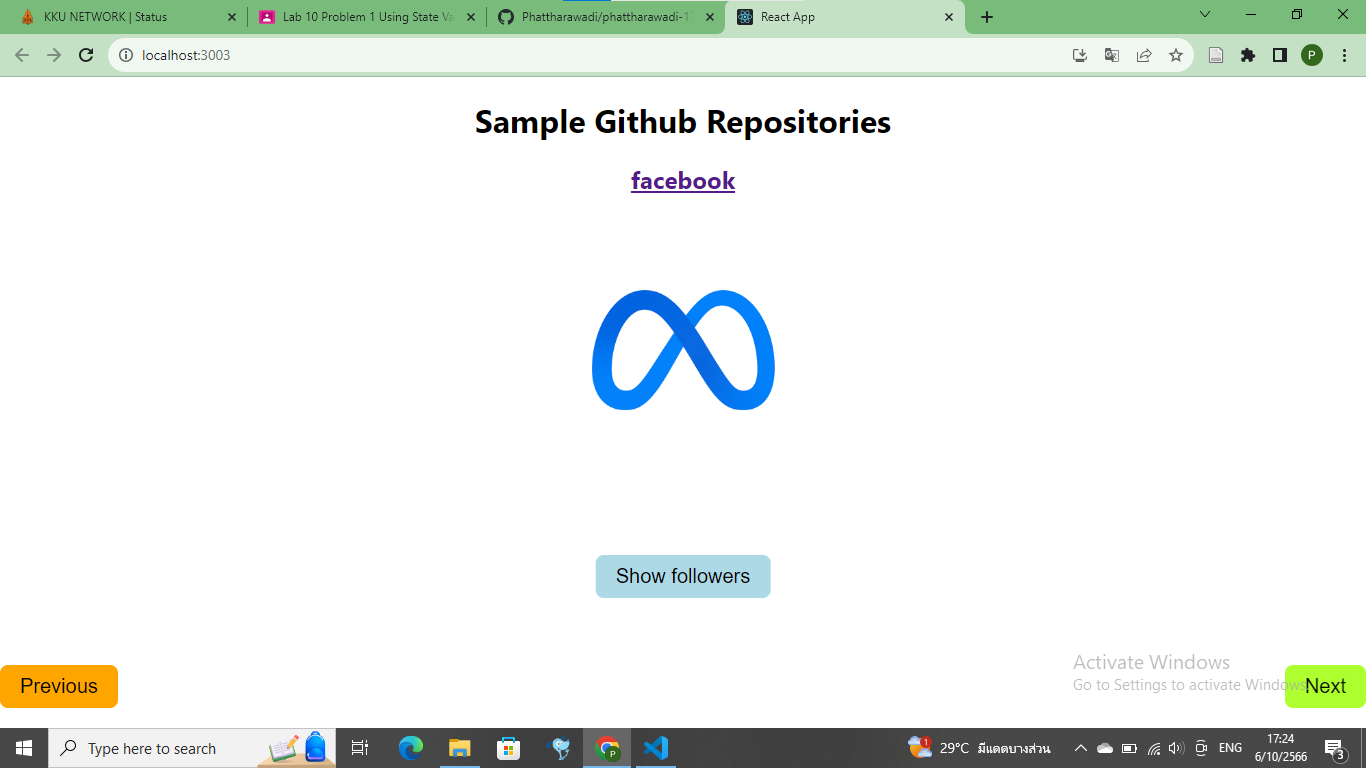 KKU NETWORK | Status
Lab 10 Problem 1 Using State Va
Phattharawadi/phattharawadi-17
React App
localhost:3003
P
Sample Github Repositories
facebook
Show followers
Activate Windows
Go to Settings to activate Windows.
Previous
Next
Type here to search
P
1
29°C มีแดดบางส่วน
ENG
17:24
6/10/2566
3